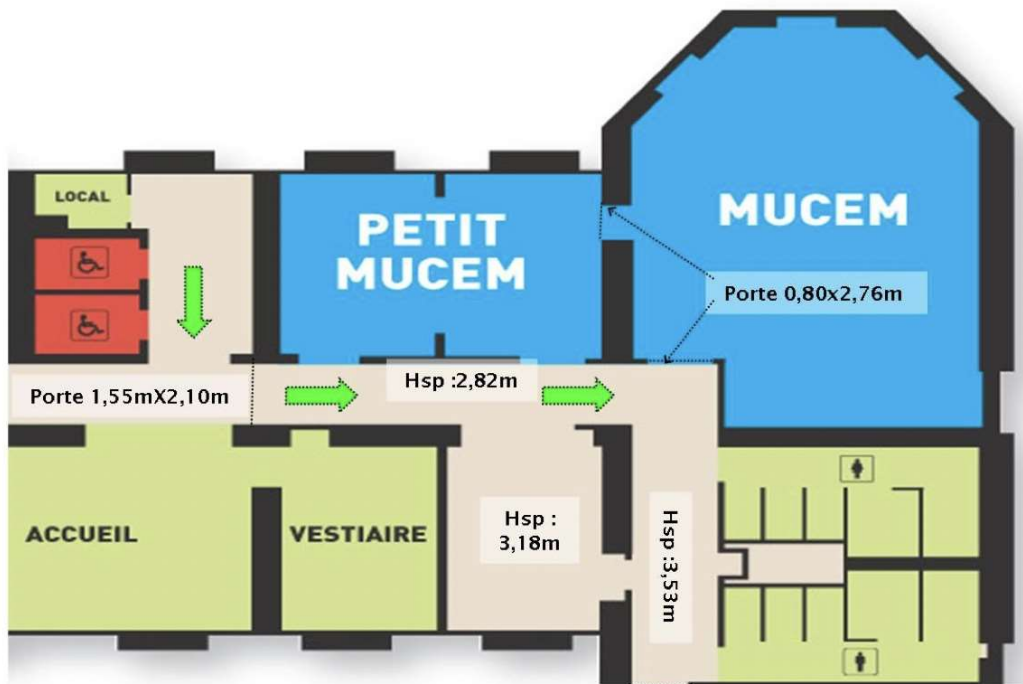 LOCAL
PETIT
MUCEM
MUCEM
Porte 0,80x2,76m
Porte 1,55mX2,10m
Hsp :2,82m
ACCUEIL
VESTIAIRE
Hsp :
3,18m
Hsp :3,53m